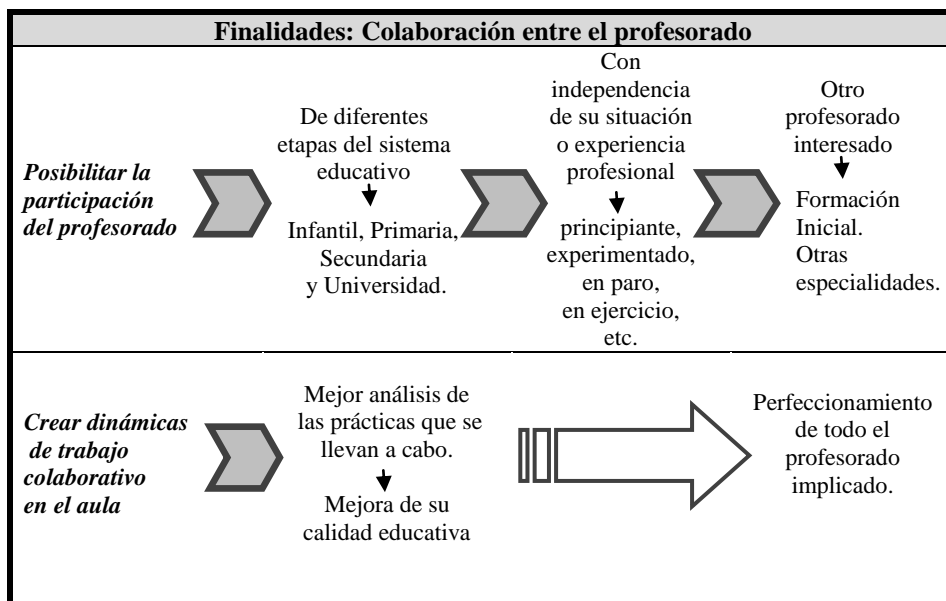 Finalidades: Colaboración entre el profesorado
Posibilitar la
participación
del profesorado
De diferentes
etapas del sistema
educativo
Infantil, Primaria,
Secundaria
y Universidad.
Con
independencia
de su situación
o experiencia
profesional
principiante,
experimentado,
en paro,
en ejercicio,
etc.
Otro
profesorado
interesado
Formación
Inicial.
Otras
especialidades.
Crear dinámicas
de trabajo
colaborativo
en el aula
Mejor análisis de
las prácticas que se
llevan a cabo.
Mejora de su
calidad educativa
Perfeccionamiento
de todo el
profesorado
implicado.